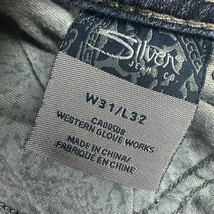 Silver
JEANS CO.
W31/L32
CA00508
WESTERN GLOVE WORKS
MADE IN CHINA/
FABRIQUÉ EN CHINE